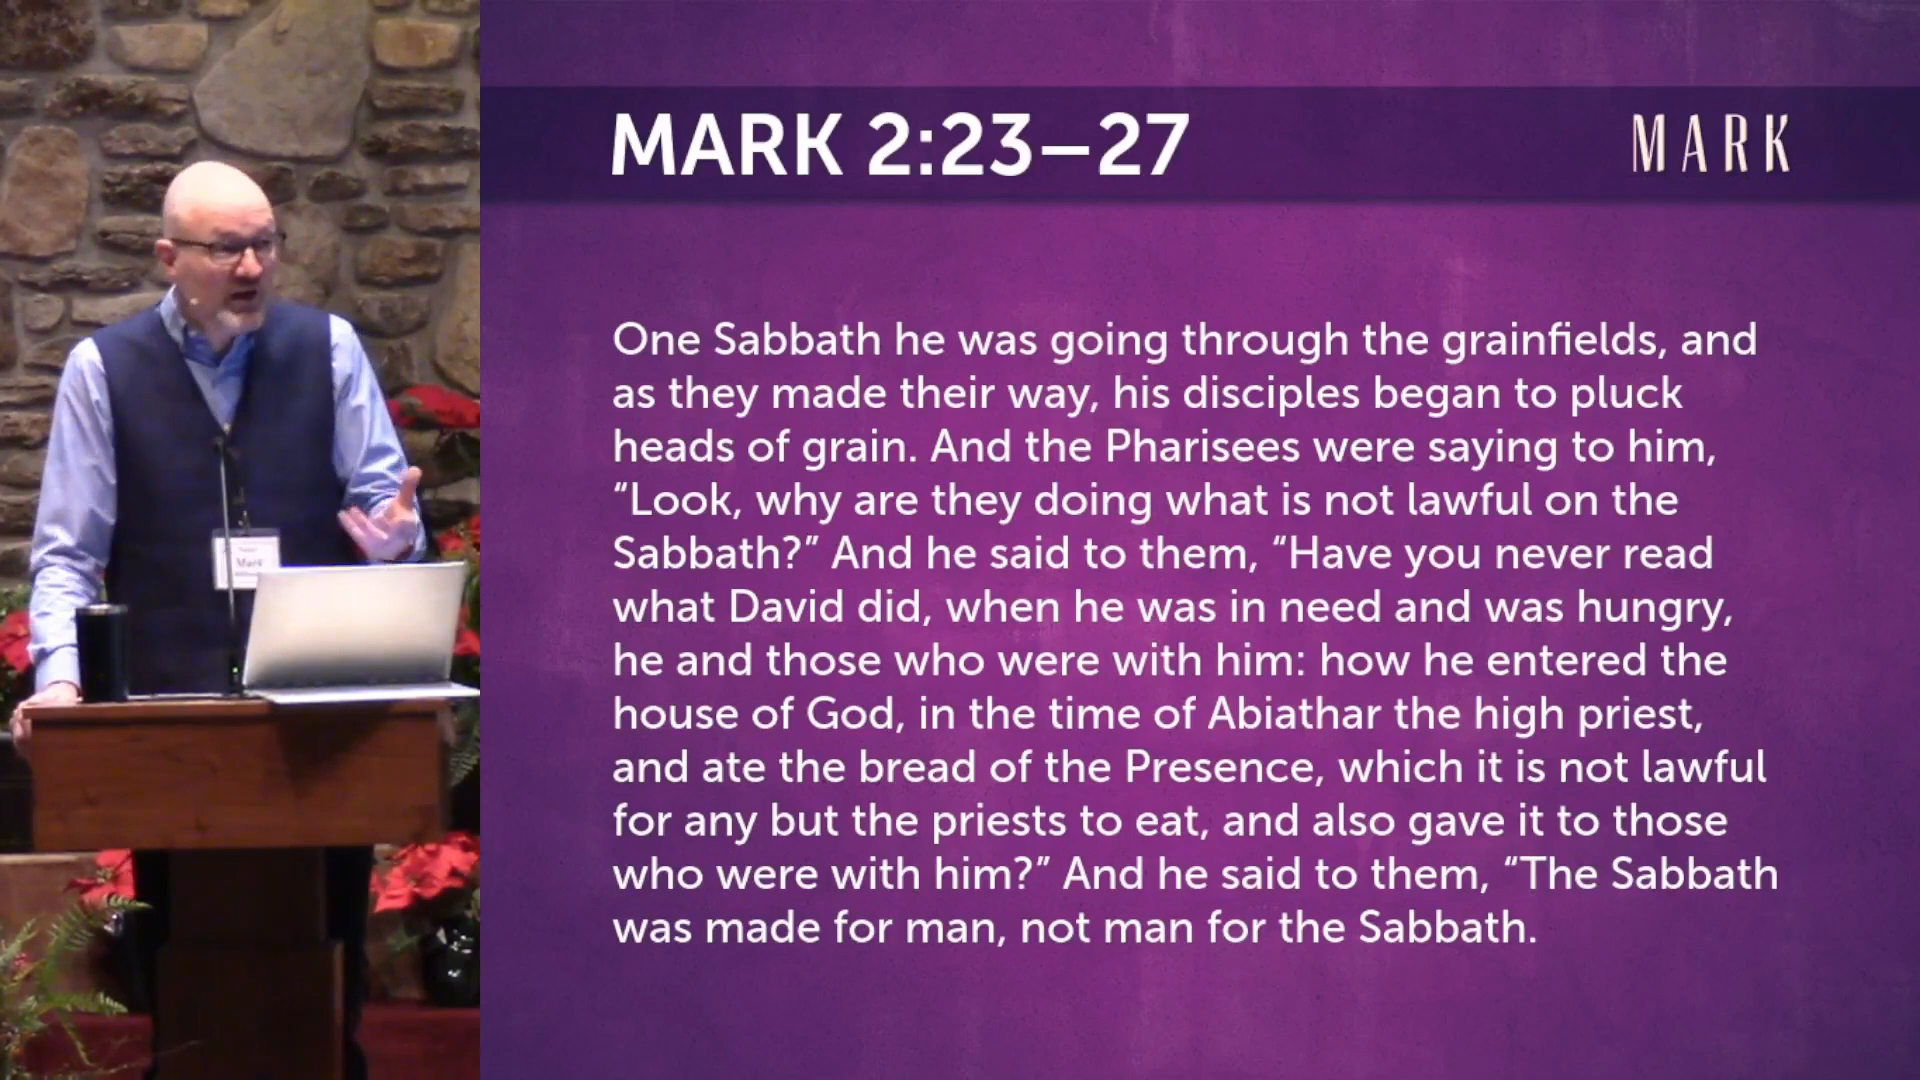 MARK 2:23–27
MARK
One Sabbath he was going through the grainfields, and
as they made their way, his disciples began to pluck
heads of grain. And the Pharisees were saying to him,
“Look, why are they doing what is not lawful on the
Sabbath?” And he said to them, “Have you never read
what David did, when he was in need and was hungry,
he and those who were with him: how he entered the
house of God, in the time of Abiathar the high priest,
and ate the bread of the Presence, which it is not lawful
for any but the priests to eat, and also gave it to those
who were with him?” And he said to them, “The Sabbath
was made for man, not man for the Sabbath.
Mark